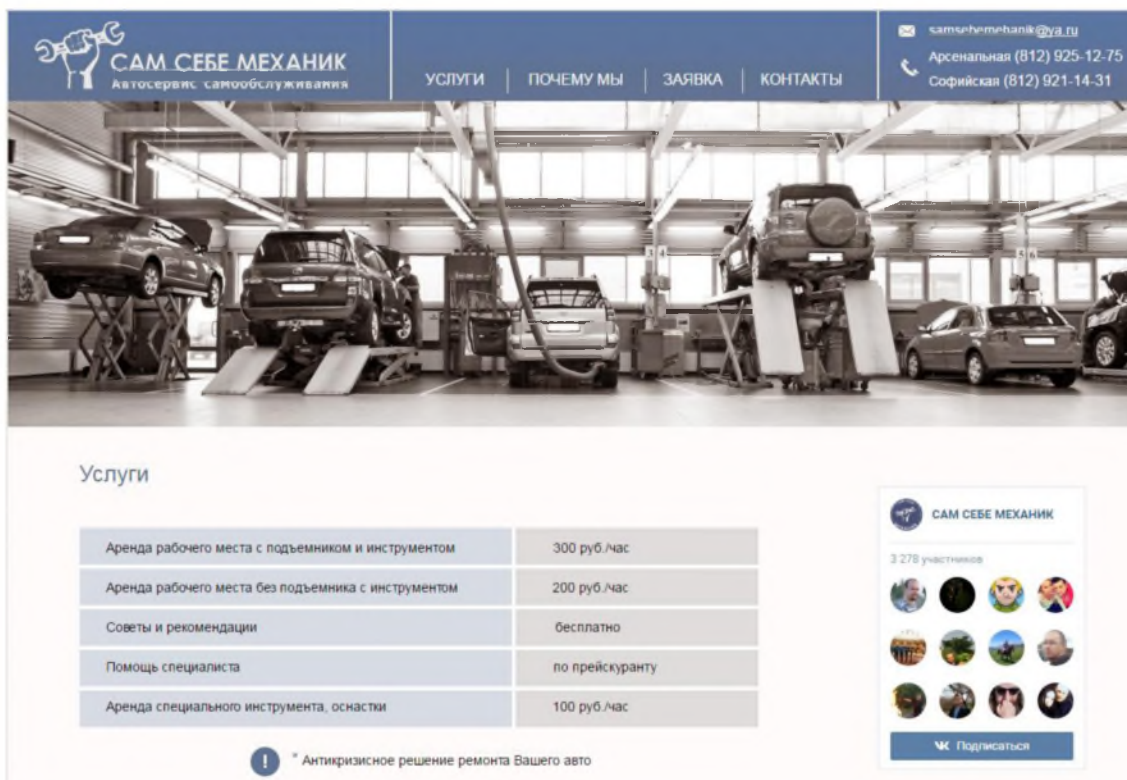 САМ СЕБЕ МЕХАНИК
Автосервис самообслуживания
УСЛУГИ
ПОЧЕМУ МЫ
ЗАЯВКА
КОНТАКТЫ
samsebemehanik@ya.ru
Арсенальная (812) 925-12-75
Софийская (812) 921-14-31
Услуги
Аренда рабочего места с подъемником и инструментом 300 руб./час
Аренда рабочего места без подъемника с инструментом 200 руб./час
Советы и рекомендации бесплатно
Помощь специалиста по прейскуранту
Аренда специального инструмента, оснастки 100 руб./час
! * Антикризисное решение ремонта Вашего авто
САМ СЕБЕ МЕХАНИК
3 278 участников
Подписаться